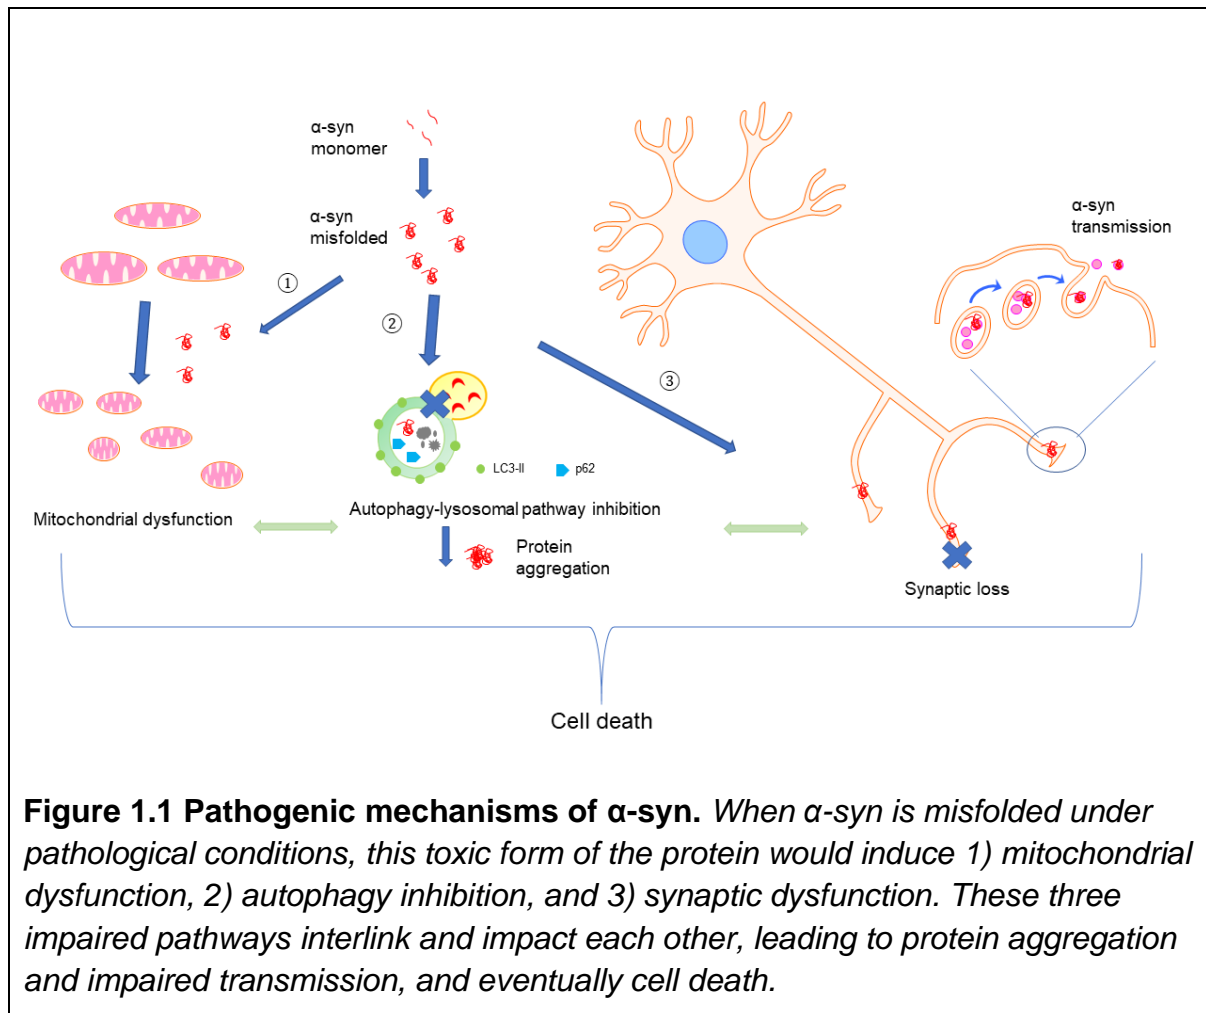 α-syn
monomer
α-syn
misfolded
α-syn
transmission
①
②
③
LC3-II
p62
Mitochondrial dysfunction
Autophagy-lysosomal pathway inhibition
Protein
aggregation
Synaptic loss
Cell death
Figure 1.1 Pathogenic mechanisms of α-syn. When α-syn is misfolded under
pathological conditions, this toxic form of the protein would induce 1) mitochondrial
dysfunction, 2) autophagy inhibition, and 3) synaptic dysfunction. These three
impaired pathways interlink and impact each other, leading to protein aggregation
and impaired transmission, and eventually cell death.